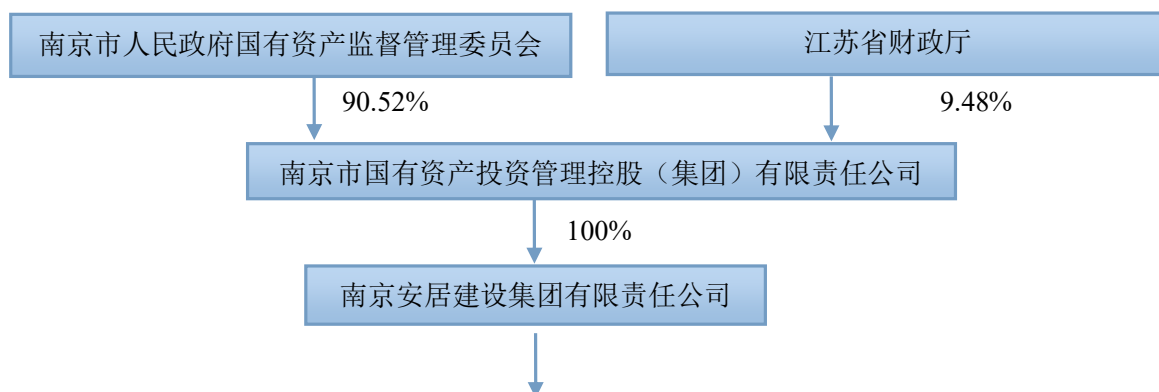 南京市人民政府国有资产监督管理委员会
江苏省财政厅
90.52%
9.48%
南京市国有资产投资管理控股（集团）有限责任公司
100%
南京安居建设集团有限责任公司